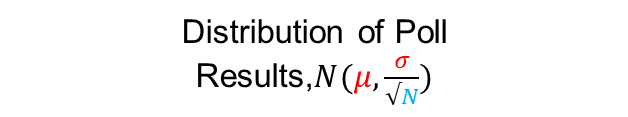 Distribution of Poll
Results,N(μ,σ/√N)